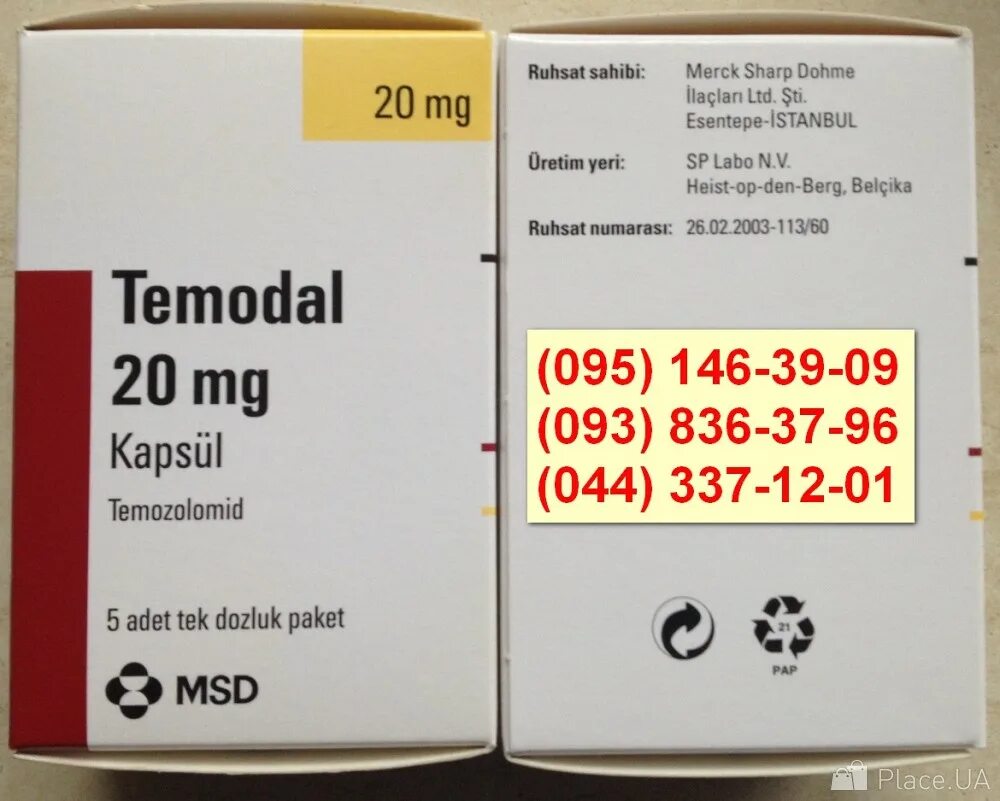 20 mg
Temodal
20 mg
Kapsül
Temozolomid
5 adet tek dozluk paket
MSD
Ruhsat sahibi: Merck Sharp Dohme
İlaçları Ltd. Şti.
Esentepe-İSTANBUL
Üretim yeri: SP Labo N.V.
Heist-op-den-Berg, Belçika
Ruhsat numarası: 26.02.2003-113/60
(095) 146-39-09
(093) 836-37-96
(044) 337-12-01
21
PAP
Place.UA